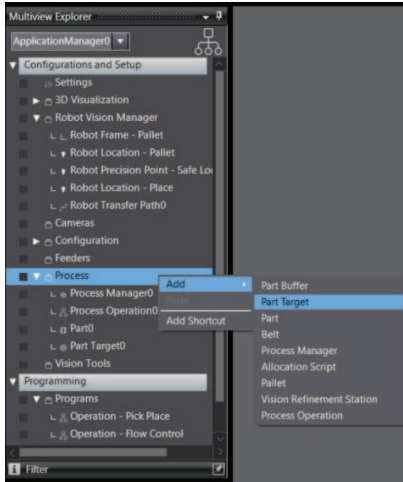 Multiview Explorer
ApplicationManager0
Configurations and Setup
Settings
3D Visualization
Robot Vision Manager
Robot Frame - Pallet
Robot Location - Pallet
Robot Precision Point - Safe Loc
Robot Location - Place
Robot Transfer Path0
Cameras
Configuration
Feeders
Process
Process Manager0
Process Operation0
Part0
Part Target0
Vision Tools
Programming
Programs
Operation - Pick Place
Operation - Flow Control
Filter
Add
Paste
Add Shortcut
Part Buffer
Part Target
Part
Belt
Process Manager
Allocation Script
Pallet
Vision Refinement Station
Process Operation